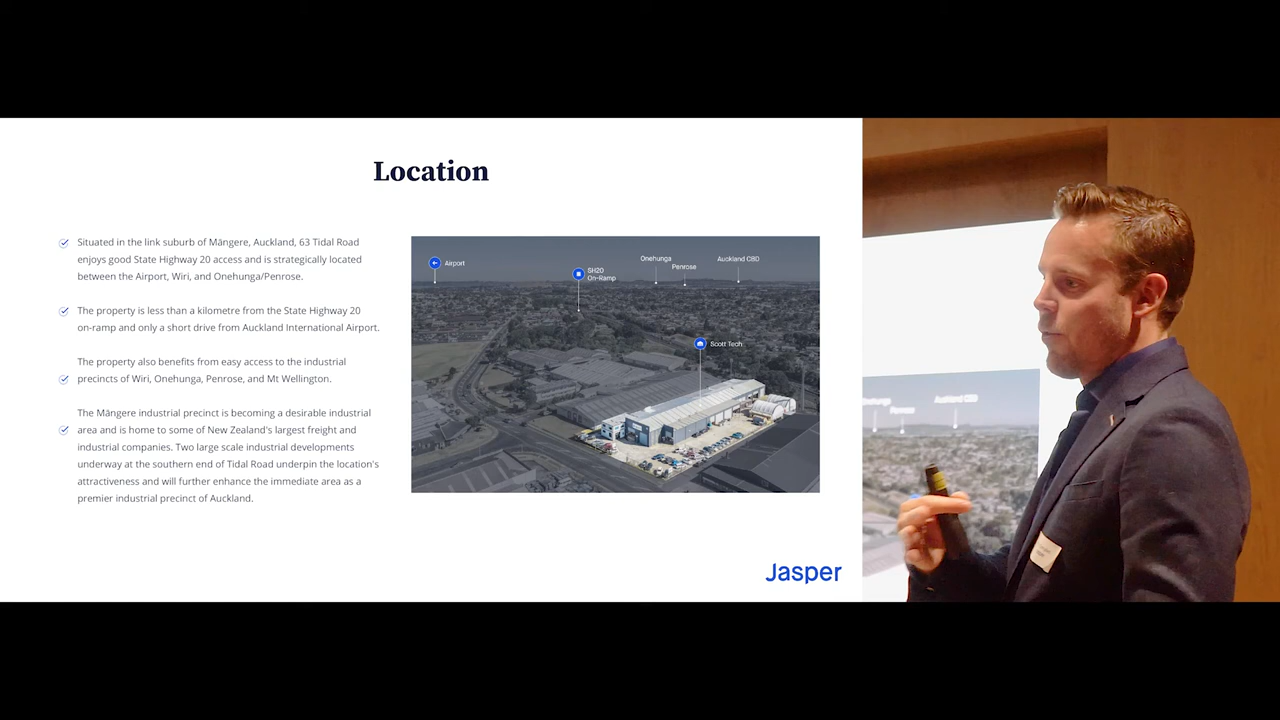 Location
Situated in the link suburb of Māngere, Auckland, 63 Tidal Road
enjoys good State Highway 20 access and is strategically located
between the Airport, Wiri, and Onehunga/Penrose.
The property is less than a kilometre from the State Highway 20
on-ramp and only a short drive from Auckland International Airport.
The property also benefits from easy access to the industrial
precincts of Wiri, Onehunga, Penrose, and Mt Wellington.
The Māngere industrial precinct is becoming a desirable industrial
area and is home to some of New Zealand's largest freight and
industrial companies. Two large scale industrial developments
underway at the southern end of Tidal Road underpin the location's
attractiveness and will further enhance the immediate area as a
premier industrial precinct of Auckland.
Airport
SH20
On-Ramp
Onehunga
Penrose
Auckland CBD
Scott Tech
Jasper
Penrose
Auckland CBD